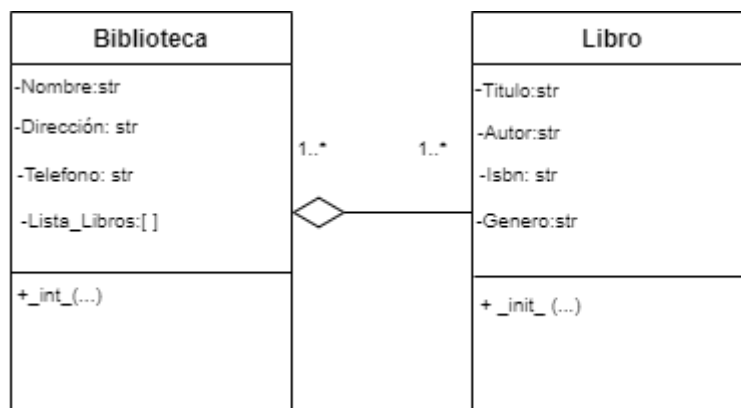 Biblioteca
-Nombre:str
-Dirección: str
-Telefono: str
-Lista_Libros:[ ]
+_int_(...)
1..*
1..*
Libro
-Titulo:str
-Autor:str
-Isbn: str
-Genero:str
+ _init_ (...)